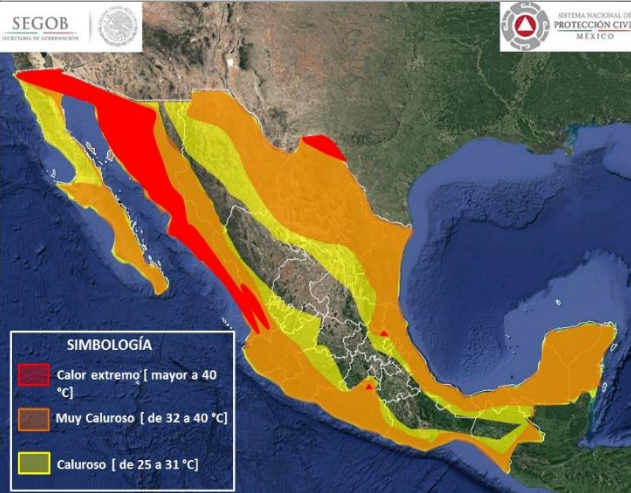 SEGOB
SECRETARÍA DE GOBERNACIÓN
SISTEMA NACIONAL DE
PROTECCIÓN CIVI
MÉXICO
SIMBOLOGÍA
Calor extremo [ mayor a 40
°C]
Muy Caluroso [ de 32 a 40 °C]
Caluroso [ de 25 a 31 °C]